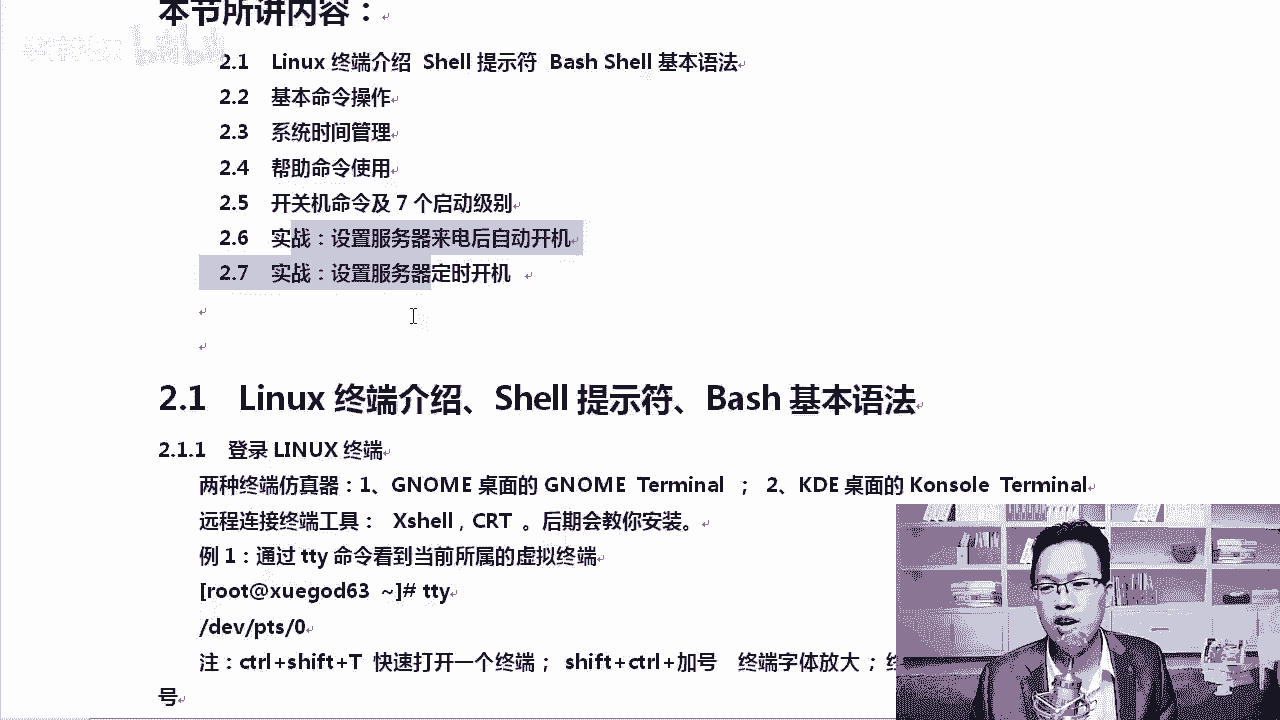 本节所讲内容：
2.1 Linux 终端介绍 Shell 提示符 Bash Shell 基本语法
2.2 基本命令操作
2.3 系统时间管理
2.4 帮助命令使用
2.5 开关机命令及 7 个启动级别
2.6 实战：设置服务器来电后自动开机
2.7 实战：设置服务器定时开机
2.1 Linux 终端介绍、Shell 提示符、Bash 基本语法
2.1.1 登录 LINUX 终端
两种终端仿真器：1、GNOME 桌面的 GNOME Terminal ； 2、KDE 桌面的 Konsole Terminal
远程连接终端工具： Xshell，CRT 。后期会教你安装。
例 1：通过 tty 命令看到当前所属的虚拟终端
[root@xuegod63 ~]# tty
/dev/pts/0
注：ctrl+shift+T 快速打开一个终端； shift+ctrl+加号 终端字体放大；
号